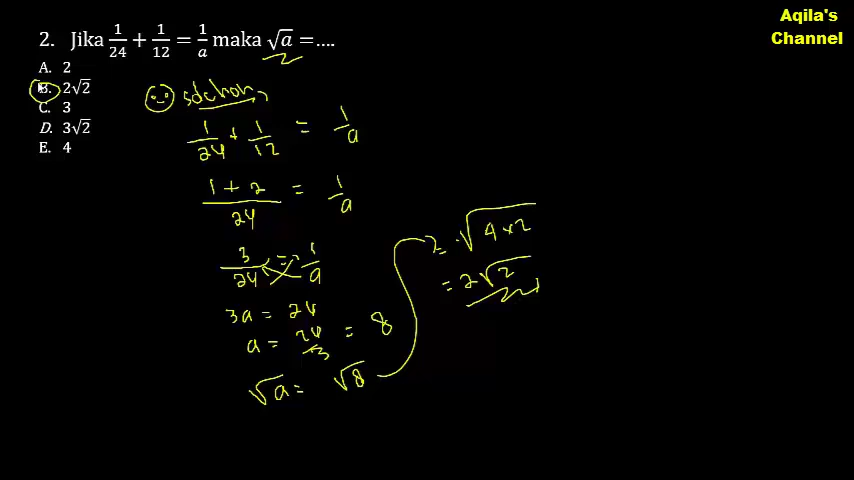 Aqila's
Channel
2. Jika 1/24 + 1/12 = 1/a maka √a =....
A. 2
B. 2√2
C. 3
D. 3√2
E. 4
solution
1/24 + 1/12 = 1/a
(1 + 2)/24 = 1/a
3/24 = 1/a
3a = 24
a = 24/3 = 8
√a = √8
= √(4×2)
= 2√2